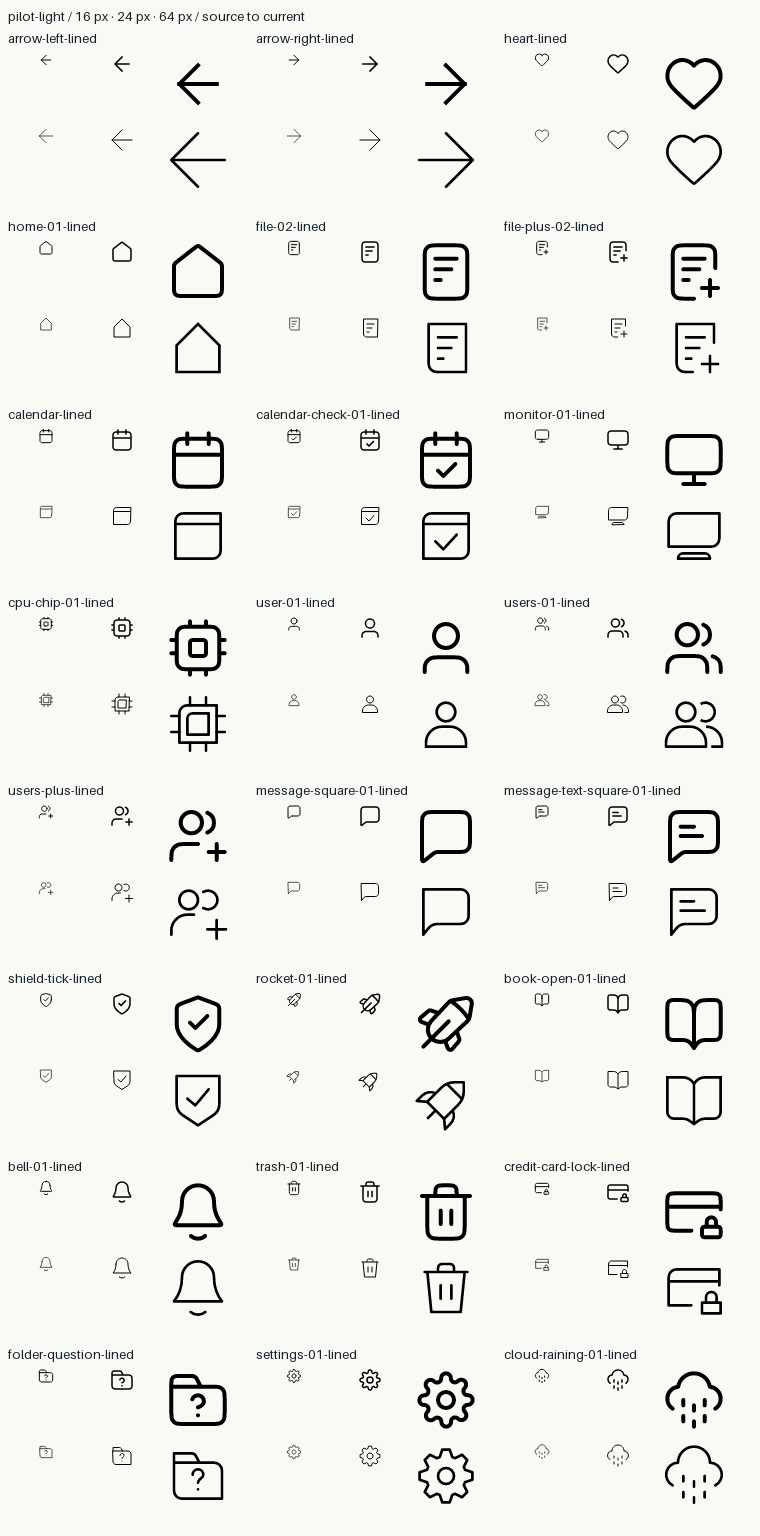 pilot-light / 16 px · 24 px · 64 px / source to current
arrow-left-lined
arrow-right-lined
heart-lined
home-01-lined
file-02-lined
file-plus-02-lined
calendar-lined
calendar-check-01-lined
monitor-01-lined
cpu-chip-01-lined
user-01-lined
users-01-lined
users-plus-lined
message-square-01-lined
message-text-square-01-lined
shield-tick-lined
rocket-01-lined
book-open-01-lined
bell-01-lined
trash-01-lined
credit-card-lock-lined
folder-question-lined
settings-01-lined
cloud-raining-01-lined